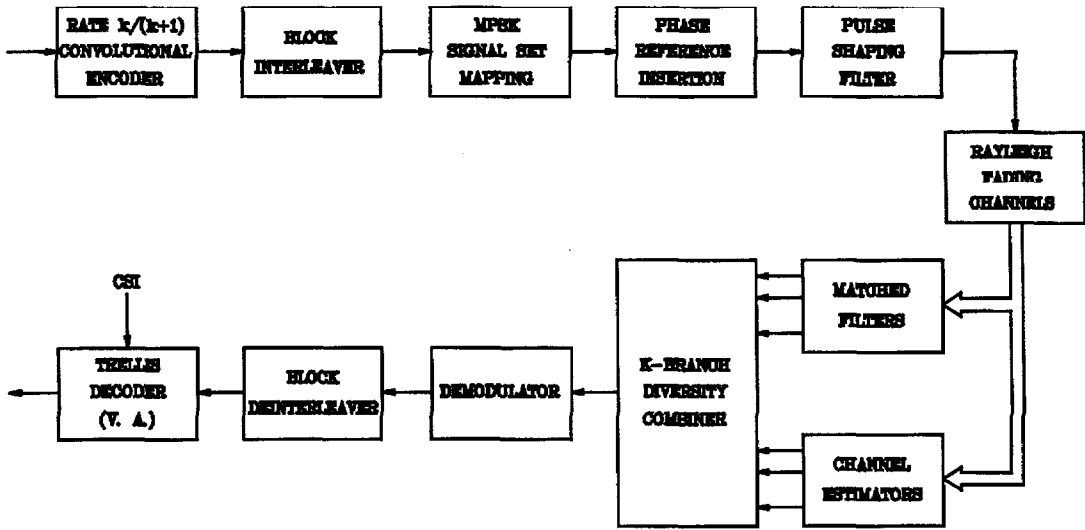 RATE k/(k+1)
CONVOLUTIONAL
ENCODER
BLOCK
INTERLEAVER
MPSK
SIGNAL SET
MAPPING
PHASE
REFERENCE
INSERTION
PULSE
SHAPING
FILTER
RAYLEIGH
FADING
CHANNELS
CSI
TRELLIS
DECODER
(V. A.)
BLOCK
DEINTERLEAVER
DEMODULATOR
K-BRANCH
DIVERSITY
COMBINER
MATCHED
FILTERS
CHANNEL
ESTIMATORS